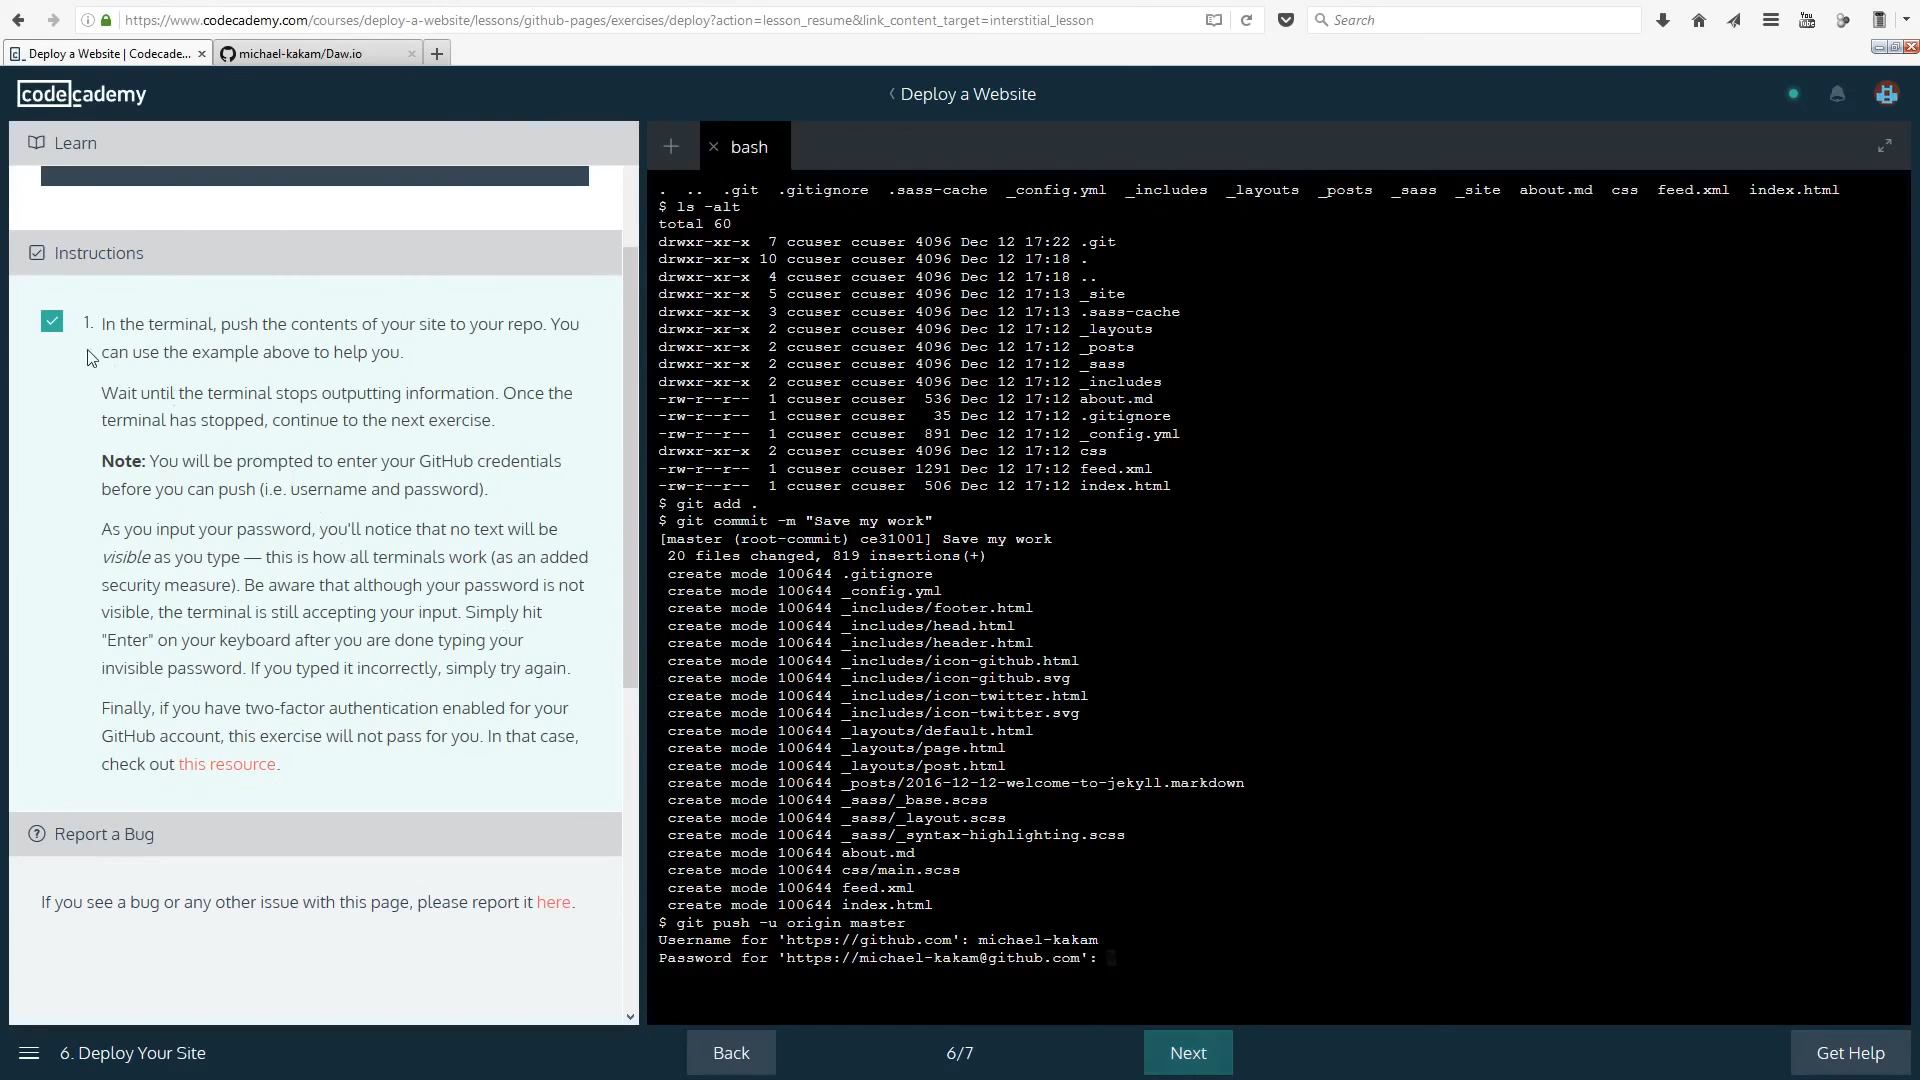 https://www.codecademy.com/courses/deploy-a-website/lessons/github-pages/exercises/deploy?action=lesson_resume&link_content_target=interstitial_lesson
Search
You
Tube
Deploy a Website | Codecade...
michael-kakam/Daw.io
codecademy
Deploy a Website
Learn
Instructions
1. In the terminal, push the contents of your site to your repo. You
can use the example above to help you.
Wait until the terminal stops outputting information. Once the
terminal has stopped, continue to the next exercise.
Note: You will be prompted to enter your GitHub credentials
before you can push (i.e. username and password).
As you input your password, you'll notice that no text will be
visible as you type — this is how all terminals work (as an added
security measure). Be aware that although your password is not
visible, the terminal is still accepting your input. Simply hit
"Enter" on your keyboard after you are done typing your
invisible password. If you typed it incorrectly, simply try again.
Finally, if you have two-factor authentication enabled for your
GitHub account, this exercise will not pass for you. In that case,
check out this resource.
Report a Bug
If you see a bug or any other issue with this page, please report it here.
bash
. .. .git .gitignore .sass-cache _config.yml _includes _layouts _posts _sass _site about.md css feed.xml index.html
$ ls -alt
total 60
drwxr-xr-x 7 ccuser ccuser 4096 Dec 12 17:22 .git
drwxr-xr-x 10 ccuser ccuser 4096 Dec 12 17:18 .
drwxr-xr-x 4 ccuser ccuser 4096 Dec 12 17:18 ..
drwxr-xr-x 5 ccuser ccuser 4096 Dec 12 17:13 _site
drwxr-xr-x 3 ccuser ccuser 4096 Dec 12 17:13 .sass-cache
drwxr-xr-x 2 ccuser ccuser 4096 Dec 12 17:12 _layouts
drwxr-xr-x 2 ccuser ccuser 4096 Dec 12 17:12 _posts
drwxr-xr-x 2 ccuser ccuser 4096 Dec 12 17:12 _sass
drwxr-xr-x 2 ccuser ccuser 4096 Dec 12 17:12 _includes
-rw-r--r-- 1 ccuser ccuser 536 Dec 12 17:12 about.md
-rw-r--r-- 1 ccuser ccuser 35 Dec 12 17:12 .gitignore
-rw-r--r-- 1 ccuser ccuser 891 Dec 12 17:12 _config.yml
drwxr-xr-x 2 ccuser ccuser 4096 Dec 12 17:12 css
-rw-r--r-- 1 ccuser ccuser 1291 Dec 12 17:12 feed.xml
-rw-r--r-- 1 ccuser ccuser 506 Dec 12 17:12 index.html
$ git add .
$ git commit -m "Save my work"
[master (root-commit) ce31001] Save my work
20 files changed, 819 insertions(+)
create mode 100644 .gitignore
create mode 100644 _config.yml
create mode 100644 _includes/footer.html
create mode 100644 _includes/head.html
create mode 100644 _includes/header.html
create mode 100644 _includes/icon-github.html
create mode 100644 _includes/icon-github.svg
create mode 100644 _includes/icon-twitter.html
create mode 100644 _includes/icon-twitter.svg
create mode 100644 _layouts/default.html
create mode 100644 _layouts/page.html
create mode 100644 _layouts/post.html
create mode 100644 _posts/2016-12-12-welcome-to-jekyll.markdown
create mode 100644 _sass/_base.scss
create mode 100644 _sass/_layout.scss
create mode 100644 _sass/_syntax-highlighting.scss
create mode 100644 about.md
create mode 100644 css/main.scss
create mode 100644 feed.xml
create mode 100644 index.html
$ git push -u origin master
Username for 'https://github.com': michael-kakam
Password for 'https://michael-kakam@github.com':
6. Deploy Your Site
Back
6/7
Next
Get Help